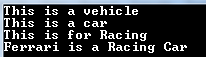 This is a vehicle
This is a car
This is for Racing
Ferrari is a Racing Car